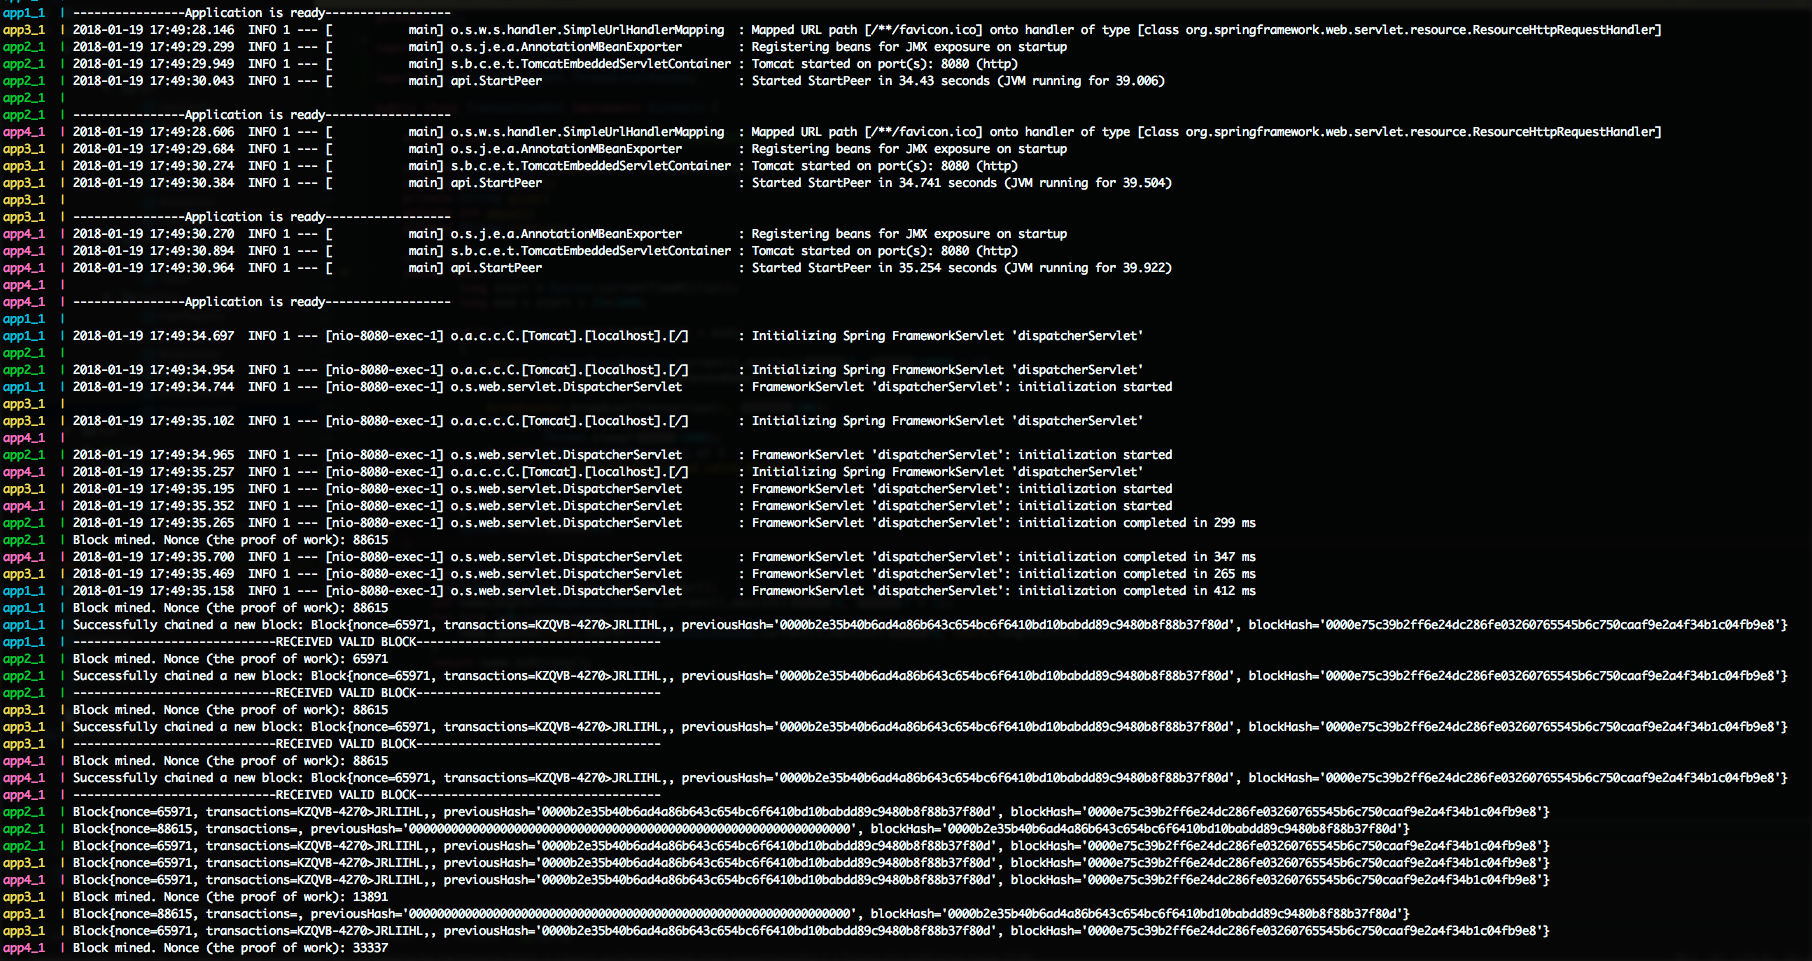 app1_1  | ----------------Application is ready------------------
app3_1  | 2018-01-19 17:49:28.146  INFO 1 --- [           main] o.s.w.s.handler.SimpleUrlHandlerMapping  : Mapped URL path [/**/favicon.ico] onto handler of type [class org.springframework.web.servlet.resource.ResourceHttpRequestHandler]
app2_1  | 2018-01-19 17:49:29.299  INFO 1 --- [           main] o.s.j.e.a.AnnotationMBeanExporter        : Registering beans for JMX exposure on startup
app2_1  | 2018-01-19 17:49:29.949  INFO 1 --- [           main] s.b.c.e.t.TomcatEmbeddedServletContainer : Tomcat started on port(s): 8080 (http)
app2_1  | 2018-01-19 17:49:30.043  INFO 1 --- [           main] api.StartPeer                            : Started StartPeer in 34.43 seconds (JVM running for 39.006)
app2_1  |
app2_1  | ----------------Application is ready------------------
app4_1  | 2018-01-19 17:49:28.606  INFO 1 --- [           main] o.s.w.s.handler.SimpleUrlHandlerMapping  : Mapped URL path [/**/favicon.ico] onto handler of type [class org.springframework.web.servlet.resource.ResourceHttpRequestHandler]
app3_1  | 2018-01-19 17:49:29.684  INFO 1 --- [           main] o.s.j.e.a.AnnotationMBeanExporter        : Registering beans for JMX exposure on startup
app3_1  | 2018-01-19 17:49:30.274  INFO 1 --- [           main] s.b.c.e.t.TomcatEmbeddedServletContainer : Tomcat started on port(s): 8080 (http)
app3_1  | 2018-01-19 17:49:30.384  INFO 1 --- [           main] api.StartPeer                            : Started StartPeer in 34.741 seconds (JVM running for 39.504)
app3_1  |
app3_1  | ----------------Application is ready------------------
app4_1  | 2018-01-19 17:49:30.270  INFO 1 --- [           main] o.s.j.e.a.AnnotationMBeanExporter        : Registering beans for JMX exposure on startup
app4_1  | 2018-01-19 17:49:30.894  INFO 1 --- [           main] s.b.c.e.t.TomcatEmbeddedServletContainer : Tomcat started on port(s): 8080 (http)
app4_1  | 2018-01-19 17:49:30.964  INFO 1 --- [           main] api.StartPeer                            : Started StartPeer in 35.254 seconds (JVM running for 39.922)
app4_1  |
app4_1  | ----------------Application is ready------------------
app1_1  |
app1_1  | 2018-01-19 17:49:34.697  INFO 1 --- [nio-8080-exec-1] o.a.c.c.C.[Tomcat].[localhost].[/]       : Initializing Spring FrameworkServlet 'dispatcherServlet'
app2_1  |
app2_1  | 2018-01-19 17:49:34.954  INFO 1 --- [nio-8080-exec-1] o.a.c.c.C.[Tomcat].[localhost].[/]       : Initializing Spring FrameworkServlet 'dispatcherServlet'
app1_1  | 2018-01-19 17:49:34.744  INFO 1 --- [nio-8080-exec-1] o.s.web.servlet.DispatcherServlet        : FrameworkServlet 'dispatcherServlet': initialization started
app3_1  |
app3_1  | 2018-01-19 17:49:35.102  INFO 1 --- [nio-8080-exec-1] o.a.c.c.C.[Tomcat].[localhost].[/]       : Initializing Spring FrameworkServlet 'dispatcherServlet'
app4_1  |
app2_1  | 2018-01-19 17:49:34.965  INFO 1 --- [nio-8080-exec-1] o.s.web.servlet.DispatcherServlet        : FrameworkServlet 'dispatcherServlet': initialization started
app4_1  | 2018-01-19 17:49:35.257  INFO 1 --- [nio-8080-exec-1] o.a.c.c.C.[Tomcat].[localhost].[/]       : Initializing Spring FrameworkServlet 'dispatcherServlet'
app3_1  | 2018-01-19 17:49:35.195  INFO 1 --- [nio-8080-exec-1] o.s.web.servlet.DispatcherServlet        : FrameworkServlet 'dispatcherServlet': initialization started
app4_1  | 2018-01-19 17:49:35.352  INFO 1 --- [nio-8080-exec-1] o.s.web.servlet.DispatcherServlet        : FrameworkServlet 'dispatcherServlet': initialization started
app2_1  | 2018-01-19 17:49:35.265  INFO 1 --- [nio-8080-exec-1] o.s.web.servlet.DispatcherServlet        : FrameworkServlet 'dispatcherServlet': initialization completed in 299 ms
app2_1  | Block mined. Nonce (the proof of work): 88615
app4_1  | 2018-01-19 17:49:35.700  INFO 1 --- [nio-8080-exec-1] o.s.web.servlet.DispatcherServlet        : FrameworkServlet 'dispatcherServlet': initialization completed in 347 ms
app3_1  | 2018-01-19 17:49:35.469  INFO 1 --- [nio-8080-exec-1] o.s.web.servlet.DispatcherServlet        : FrameworkServlet 'dispatcherServlet': initialization completed in 265 ms
app1_1  | 2018-01-19 17:49:35.158  INFO 1 --- [nio-8080-exec-1] o.s.web.servlet.DispatcherServlet        : FrameworkServlet 'dispatcherServlet': initialization completed in 412 ms
app1_1  | Block mined. Nonce (the proof of work): 88615
app1_1  | Successfully chained a new block: Block{nonce=65971, transactions=KZQVB-4270>JRLIIHL,, previousHash='0000b2e35b40b6ad4a86b643c654bc6f6410bd10babdd89c9480b8f88b37f80d', blockHash='0000e75c39b2ff6e24dc286fe03260765545b6c750caaf9e2a4f34b1c04fb9e8'}
app1_1  | -----------------------------RECEIVED VALID BLOCK-----------------------------------
app2_1  | Block mined. Nonce (the proof of work): 65971
app2_1  | Successfully chained a new block: Block{nonce=65971, transactions=KZQVB-4270>JRLIIHL,, previousHash='0000b2e35b40b6ad4a86b643c654bc6f6410bd10babdd89c9480b8f88b37f80d', blockHash='0000e75c39b2ff6e24dc286fe03260765545b6c750caaf9e2a4f34b1c04fb9e8'}
app2_1  | -----------------------------RECEIVED VALID BLOCK-----------------------------------
app3_1  | Block mined. Nonce (the proof of work): 88615
app3_1  | Successfully chained a new block: Block{nonce=65971, transactions=KZQVB-4270>JRLIIHL,, previousHash='0000b2e35b40b6ad4a86b643c654bc6f6410bd10babdd89c9480b8f88b37f80d', blockHash='0000e75c39b2ff6e24dc286fe03260765545b6c750caaf9e2a4f34b1c04fb9e8'}
app3_1  | -----------------------------RECEIVED VALID BLOCK-----------------------------------
app4_1  | Block mined. Nonce (the proof of work): 88615
app4_1  | Successfully chained a new block: Block{nonce=65971, transactions=KZQVB-4270>JRLIIHL,, previousHash='0000b2e35b40b6ad4a86b643c654bc6f6410bd10babdd89c9480b8f88b37f80d', blockHash='0000e75c39b2ff6e24dc286fe03260765545b6c750caaf9e2a4f34b1c04fb9e8'}
app4_1  | -----------------------------RECEIVED VALID BLOCK-----------------------------------
app2_1  | Block{nonce=65971, transactions=KZQVB-4270>JRLIIHL,, previousHash='0000b2e35b40b6ad4a86b643c654bc6f6410bd10babdd89c9480b8f88b37f80d', blockHash='0000e75c39b2ff6e24dc286fe03260765545b6c750caaf9e2a4f34b1c04fb9e8'}
app2_1  | Block{nonce=88615, transactions=, previousHash='0000000000000000000000000000000000000000000000000000000000000000', blockHash='0000b2e35b40b6ad4a86b643c654bc6f6410bd10babdd89c9480b8f88b37f80d'}
app2_1  | Block{nonce=65971, transactions=KZQVB-4270>JRLIIHL,, previousHash='0000b2e35b40b6ad4a86b643c654bc6f6410bd10babdd89c9480b8f88b37f80d', blockHash='0000e75c39b2ff6e24dc286fe03260765545b6c750caaf9e2a4f34b1c04fb9e8'}
app3_1  | Block{nonce=65971, transactions=KZQVB-4270>JRLIIHL,, previousHash='0000b2e35b40b6ad4a86b643c654bc6f6410bd10babdd89c9480b8f88b37f80d', blockHash='0000e75c39b2ff6e24dc286fe03260765545b6c750caaf9e2a4f34b1c04fb9e8'}
app4_1  | Block{nonce=65971, transactions=KZQVB-4270>JRLIIHL,, previousHash='0000b2e35b40b6ad4a86b643c654bc6f6410bd10babdd89c9480b8f88b37f80d', blockHash='0000e75c39b2ff6e24dc286fe03260765545b6c750caaf9e2a4f34b1c04fb9e8'}
app3_1  | Block mined. Nonce (the proof of work): 13891
app3_1  | Block{nonce=88615, transactions=, previousHash='0000000000000000000000000000000000000000000000000000000000000000', blockHash='0000b2e35b40b6ad4a86b643c654bc6f6410bd10babdd89c9480b8f88b37f80d'}
app3_1  | Block{nonce=65971, transactions=KZQVB-4270>JRLIIHL,, previousHash='0000b2e35b40b6ad4a86b643c654bc6f6410bd10babdd89c9480b8f88b37f80d', blockHash='0000e75c39b2ff6e24dc286fe03260765545b6c750caaf9e2a4f34b1c04fb9e8'}
app4_1  | Block mined. Nonce (the proof of work): 33337